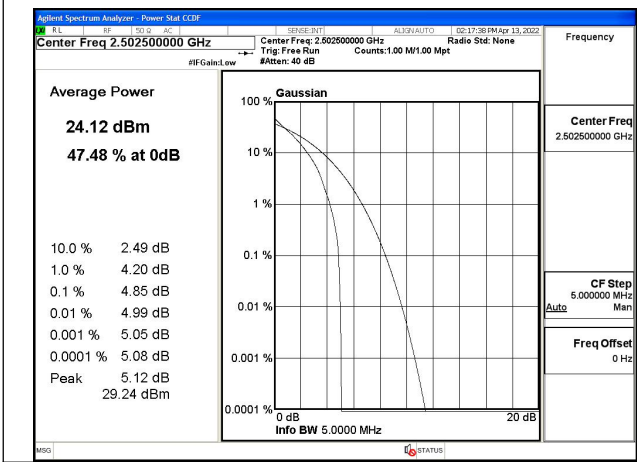 Agilent Spectrum Analyzer - Power Stat CCDF
RL RF 50 Ω AC SENSE:INT ALIGN AUTO 02:17:38 PM Apr 13, 2022
Center Freq 2.502500000 GHz
Center Freq: 2.502500000 GHz Radio Std: None
Trig: Free Run Counts:1.00 M/1.00 Mpt
#IFGain:Low #Atten: 40 dB
Frequency
Average Power
24.12 dBm
47.48 % at 0dB
10.0 % 2.49 dB
1.0 % 4.20 dB
0.1 % 4.85 dB
0.01 % 4.99 dB
0.001 % 5.05 dB
0.0001 % 5.08 dB
Peak 5.12 dB
29.24 dBm
Gaussian
100 %
10 %
1 %
0.1 %
0.01 %
0.001 %
0.0001 %
0 dB 20 dB
Info BW 5.0000 MHz
Center Freq
2.502500000 GHz
CF Step
5.000000 MHz
Auto Man
Freq Offset
0 Hz
MSG STATUS